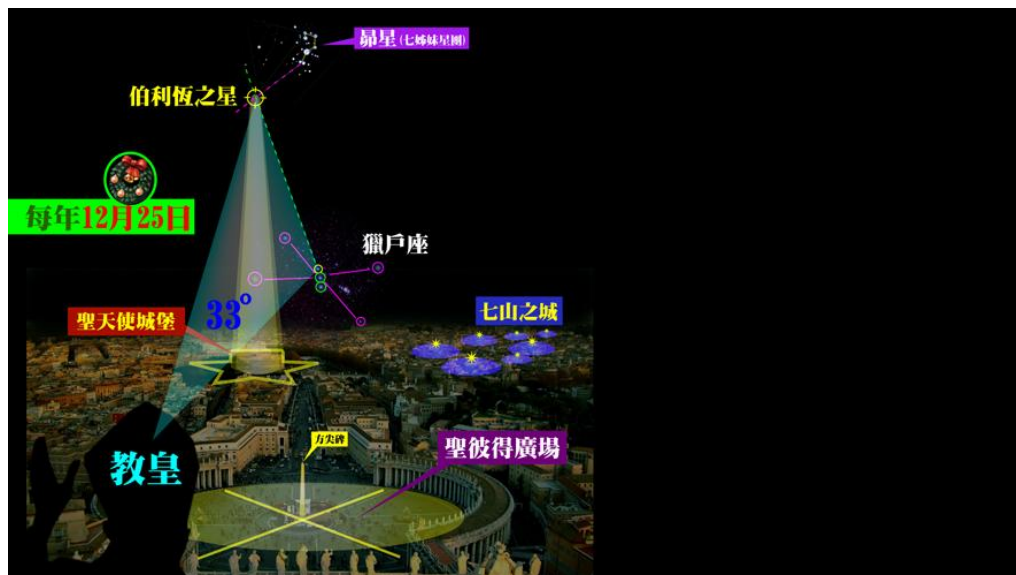 昴星(七姊妹星團)
伯利恆之星
每年12月25日
獵戶座
33°
七山之城
聖天使城堡
方尖碑
聖彼得廣場
教皇